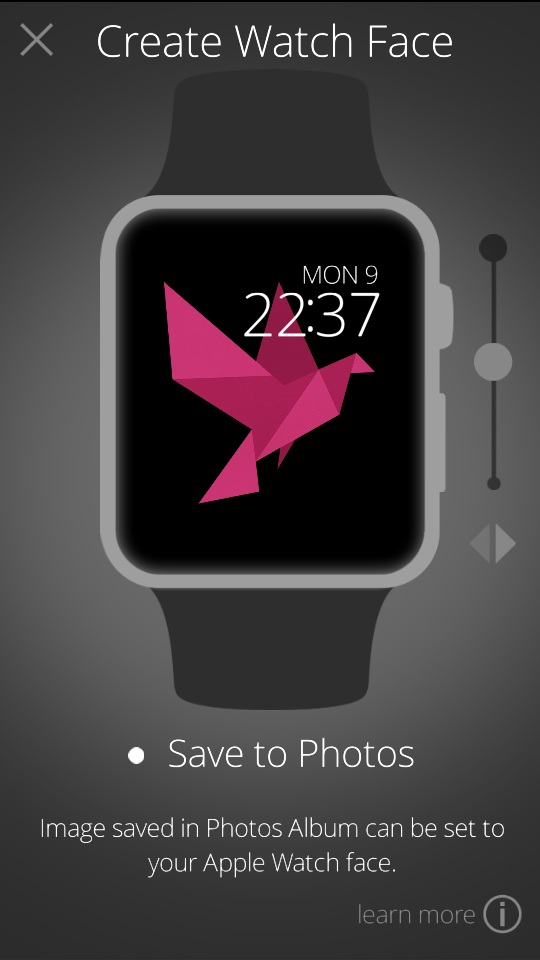 Create Watch Face
MON 9
22:37
Save to Photos
Image saved in Photos Album can be set to
your Apple Watch face.
learn more